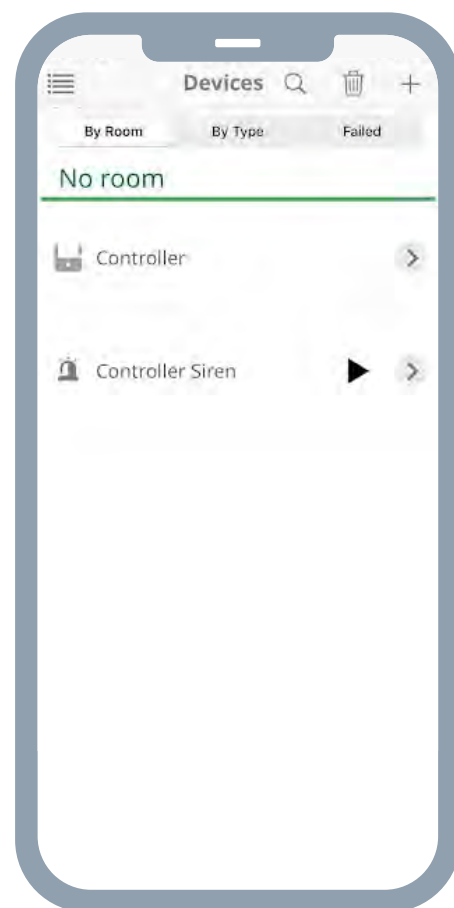 Devices
By Room By Type Failed
No room
Controller
Controller Siren